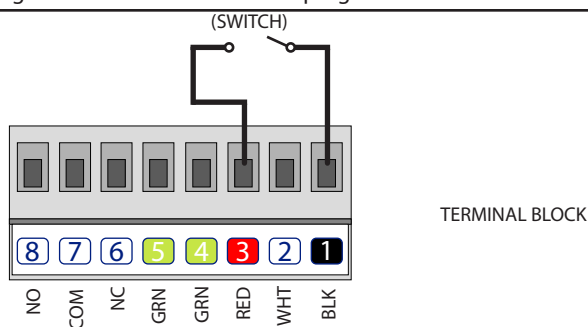 (SWITCH)
TERMINAL BLOCK
8 7 6 5 4 3 2 1
NO COM NC GRN GRN RED WHT BLK